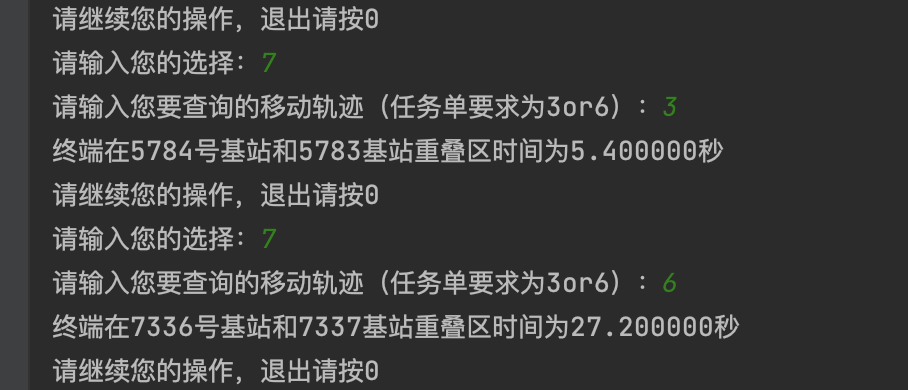 请继续您的操作，退出请按0
请输入您的选择：7
请输入您要查询的移动轨迹（任务单要求为3or6）：3
终端在5784号基站和5783基站重叠区时间为5.400000秒
请继续您的操作，退出请按0
请输入您的选择：7
请输入您要查询的移动轨迹（任务单要求为3or6）：6
终端在7336号基站和7337基站重叠区时间为27.200000秒
请继续您的操作，退出请按0